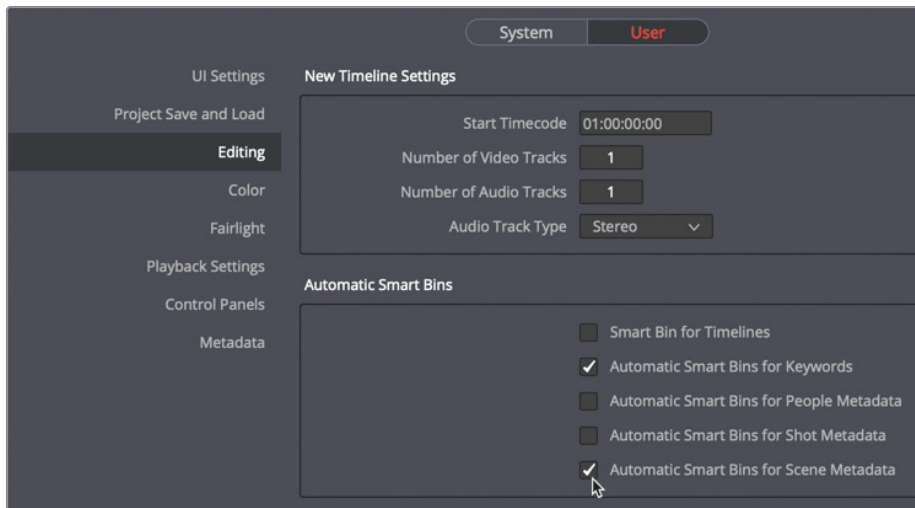 System User
UI Settings
Project Save and Load
Editing
Color
Fairlight
Playback Settings
Control Panels
Metadata
New Timeline Settings
Start Timecode 01:00:00:00
Number of Video Tracks 1
Number of Audio Tracks 1
Audio Track Type Stereo
Automatic Smart Bins
Smart Bin for Timelines
Automatic Smart Bins for Keywords
Automatic Smart Bins for People Metadata
Automatic Smart Bins for Shot Metadata
Automatic Smart Bins for Scene Metadata